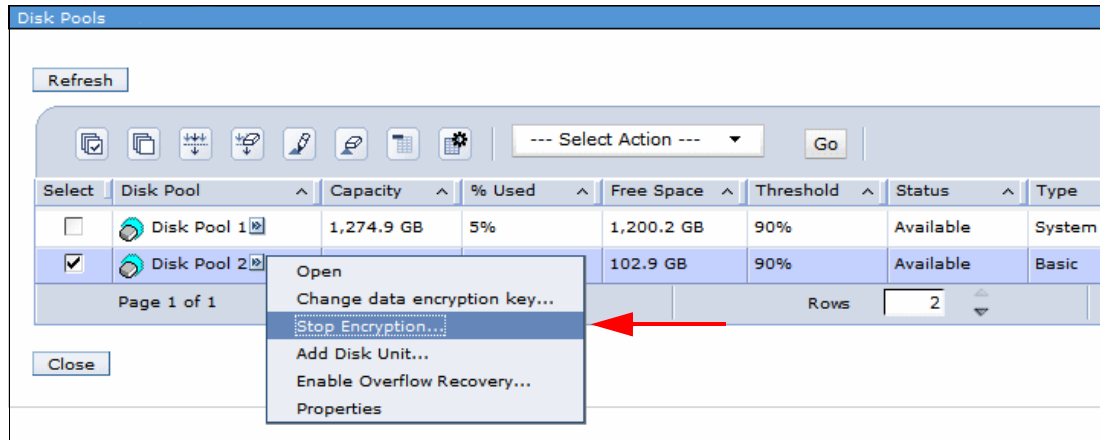 Disk Pools
Refresh
--- Select Action --- Go
Select Disk Pool Capacity % Used Free Space Threshold Status Type
Disk Pool 1 1,274.9 GB 5% 1,200.2 GB 90% Available System
Disk Pool 2 102.9 GB 90% Available Basic
Open
Change data encryption key...
Stop Encryption...
Add Disk Unit...
Enable Overflow Recovery...
Properties
Page 1 of 1 Rows 2
Close